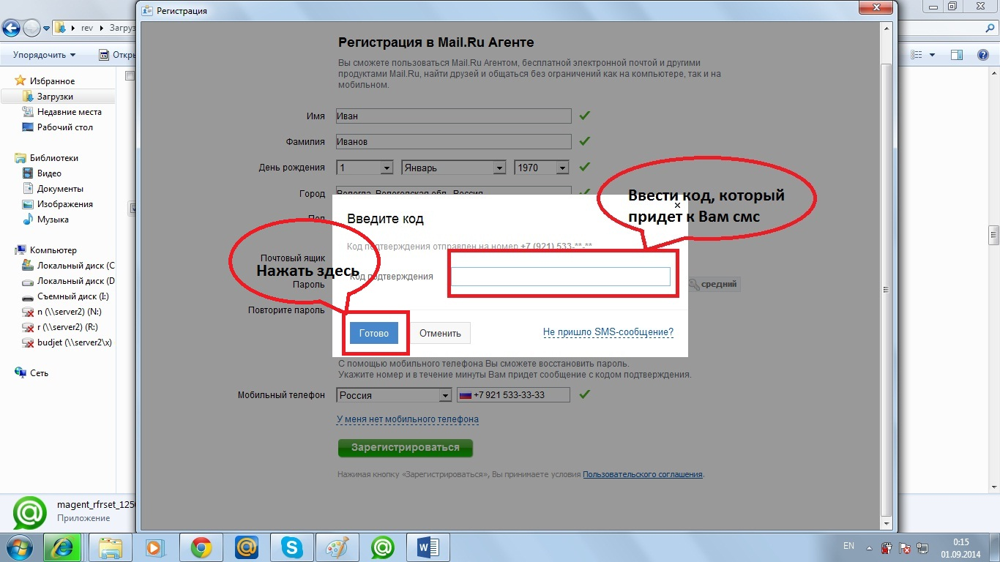 Регистрация
rev
Загруз
Упорядочить
Откры
Избранное
Загрузки
Недавние места
Рабочий стол
Библиотеки
Видео
Документы
Изображения
Музыка
Компьютер
Локальный диск (C
Локальный диск (D
Съемный диск (I:)
n (\\server2) (N:)
r (\\server2) (R:)
budjet (\\server2\x)
Сеть
Регистрация в Mail.Ru Агенте
Вы сможете пользоваться Mail.Ru Агентом, бесплатной электронной почтой и другими
продуктами Mail.Ru, найти друзей и общаться без ограничений как на компьютере, так и на
мобильном.
Имя Иван
Фамилия Иванов
День рождения 1 Январь 1970
Город Вологда, Вологодская обл., Россия
Пол
Почтовый ящик
Пароль
средний
Повторите пароль
Введите код
Код подтверждения отправлен на номер +7 (921) 533-**-**
Код подтверждения
Готово Отменить Не пришло SMS-сообщение?
Нажать здесь
Ввести код, который
придет к Вам смс
С помощью мобильного телефона Вы сможете восстановить пароль.
Укажите номер и в течение минуты Вам придет сообщение с кодом подтверждения.
Мобильный телефон Россия +7 921 533-33-33
У меня нет мобильного телефона
Зарегистрироваться
Нажимая кнопку «Зарегистрироваться», Вы принимаете условия Пользовательского соглашения.
magent_rfrset_1250
Приложение
EN
0:15
01.09.2014